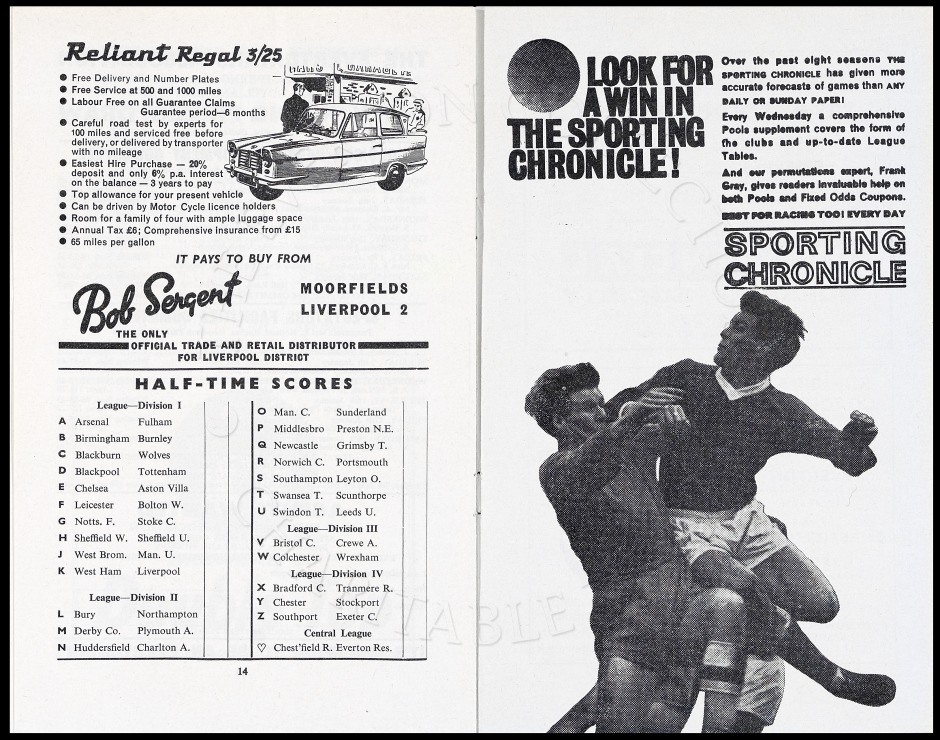 Reliant Regal 3/25
● Free Delivery and Number Plates
● Free Service at 500 and 1000 miles
● Labour Free on all Guarantee Claims
Guarantee period—6 months
● Careful road test by experts for
100 miles and serviced free before
delivery, or delivered by transporter
with no mileage
● Easiest Hire Purchase — 20%
deposit and only 6% p.a. interest
on the balance — 3 years to pay
● Top allowance for your present vehicle
● Can be driven by Motor Cycle licence holders
● Room for a family of four with ample luggage space
● Annual Tax £6; Comprehensive insurance from £15
● 65 miles per gallon
IT PAYS TO BUY FROM
Bob Sergent
MOORFIELDS
LIVERPOOL 2
THE ONLY
OFFICIAL TRADE AND RETAIL DISTRIBUTOR
FOR LIVERPOOL DISTRICT
HALF-TIME SCORES
League—Division I
A Arsenal Fulham
B Birmingham Burnley
C Blackburn Wolves
D Blackpool Tottenham
E Chelsea Aston Villa
F Leicester Bolton W.
G Notts. F. Stoke C.
H Sheffield W. Sheffield U.
J West Brom. Man. U.
K West Ham Liverpool
League—Division II
L Bury Northampton
M Derby Co. Plymouth A.
N Huddersfield Charlton A.
O Man. C. Sunderland
P Middlesbro Preston N.E.
Q Newcastle Grimsby T.
R Norwich C. Portsmouth
S Southampton Leyton O.
T Swansea T. Scunthorpe
U Swindon T. Leeds U.
League—Division III
V Bristol C. Crewe A.
W Colchester Wrexham
League—Division IV
X Bradford C. Tranmere R.
Y Chester Stockport
Z Southport Exeter C.
Central League
♡ Chest'field R. Everton Res.
14
LOOK FOR
A WIN IN
THE SPORTING
CHRONICLE!
Over the past eight seasons THE
SPORTING CHRONICLE has given more
accurate forecasts of games than ANY
DAILY OR SUNDAY PAPER!
Every Wednesday a comprehensive
Pools supplement covers the form of
the clubs and up-to-date League
Tables.
And our permutations expert, Frank
Gray, gives readers invaluable help on
both Pools and Fixed Odds Coupons.
BEST FOR RACING TOO! EVERY DAY
SPORTING
CHRONICLE